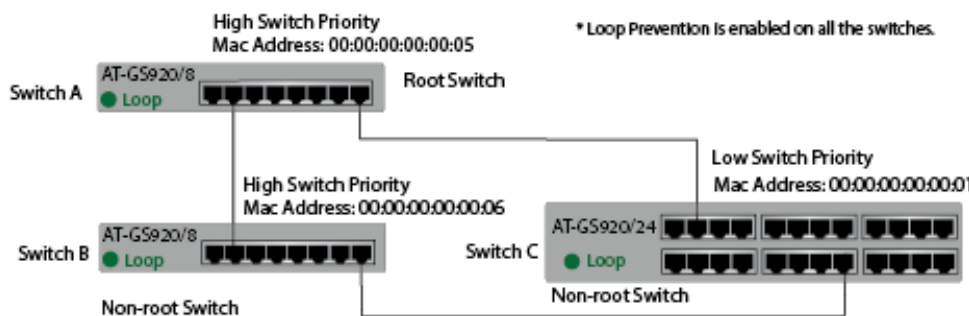 High Switch Priority
Mac Address: 00:00:00:00:00:05
* Loop Prevention is enabled on all the switches.
AT-GS920/8
Root Switch
Switch A
Loop
High Switch Priority
Mac Address: 00:00:00:00:00:06
Low Switch Priority
Mac Address: 00:00:00:00:00:01
AT-GS920/8
AT-GS920/24
Switch B
Loop
Switch C
Loop
Non-root Switch
Non-root Switch